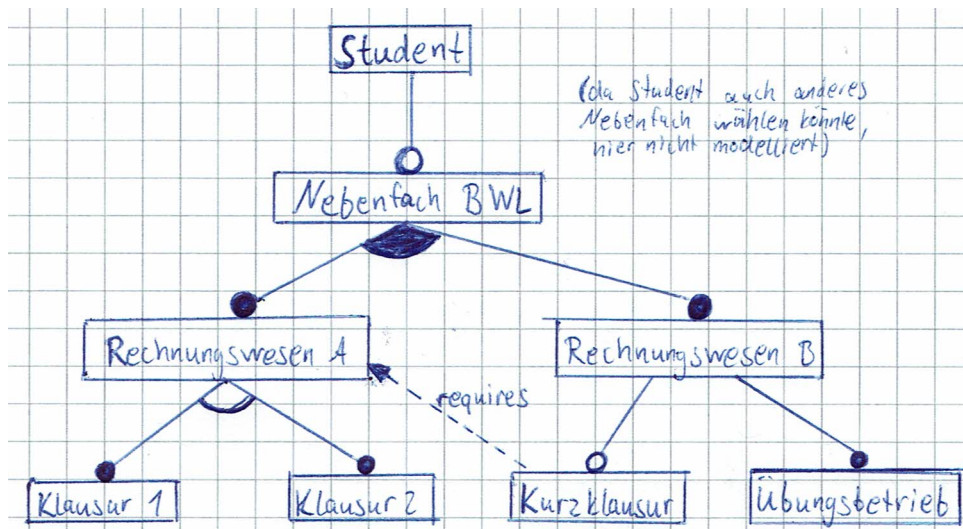 Student
(da Student auch anderes
Nebenfach wählen könnte,
hier nicht modelliert)
Nebenfach BWL
Rechnungswesen A
Rechnungswesen B
requires
Klausur 1
Klausur 2
Kurzklausur
Übungsbetrieb